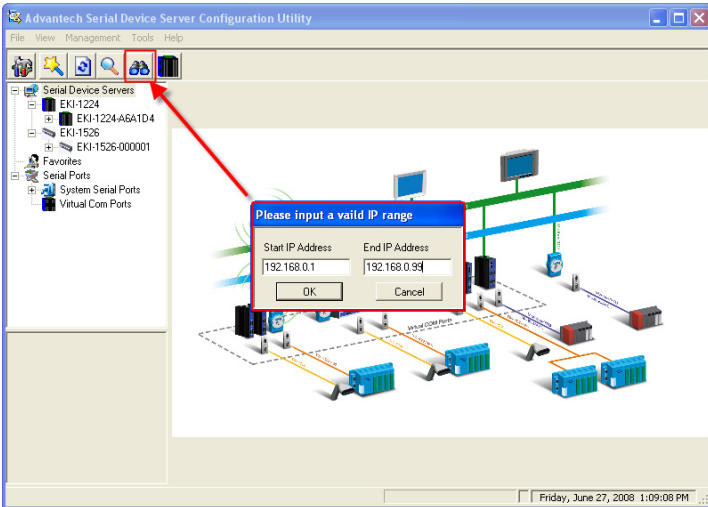 Advantech Serial Device Server Configuration Utility
File View Management Tools Help
Serial Device Servers
EKI-1224
EKI-1224-A6A1D4
EKI-1526
EKI-1526-000001
Favorites
Serial Ports
System Serial Ports
Virtual Com Ports
Please input a vaild IP range
Start IP Address End IP Address
192.168.0.1 192.168.0.99
OK Cancel
Virtual COM Ports
Friday, June 27, 2008 1:09:08 PM